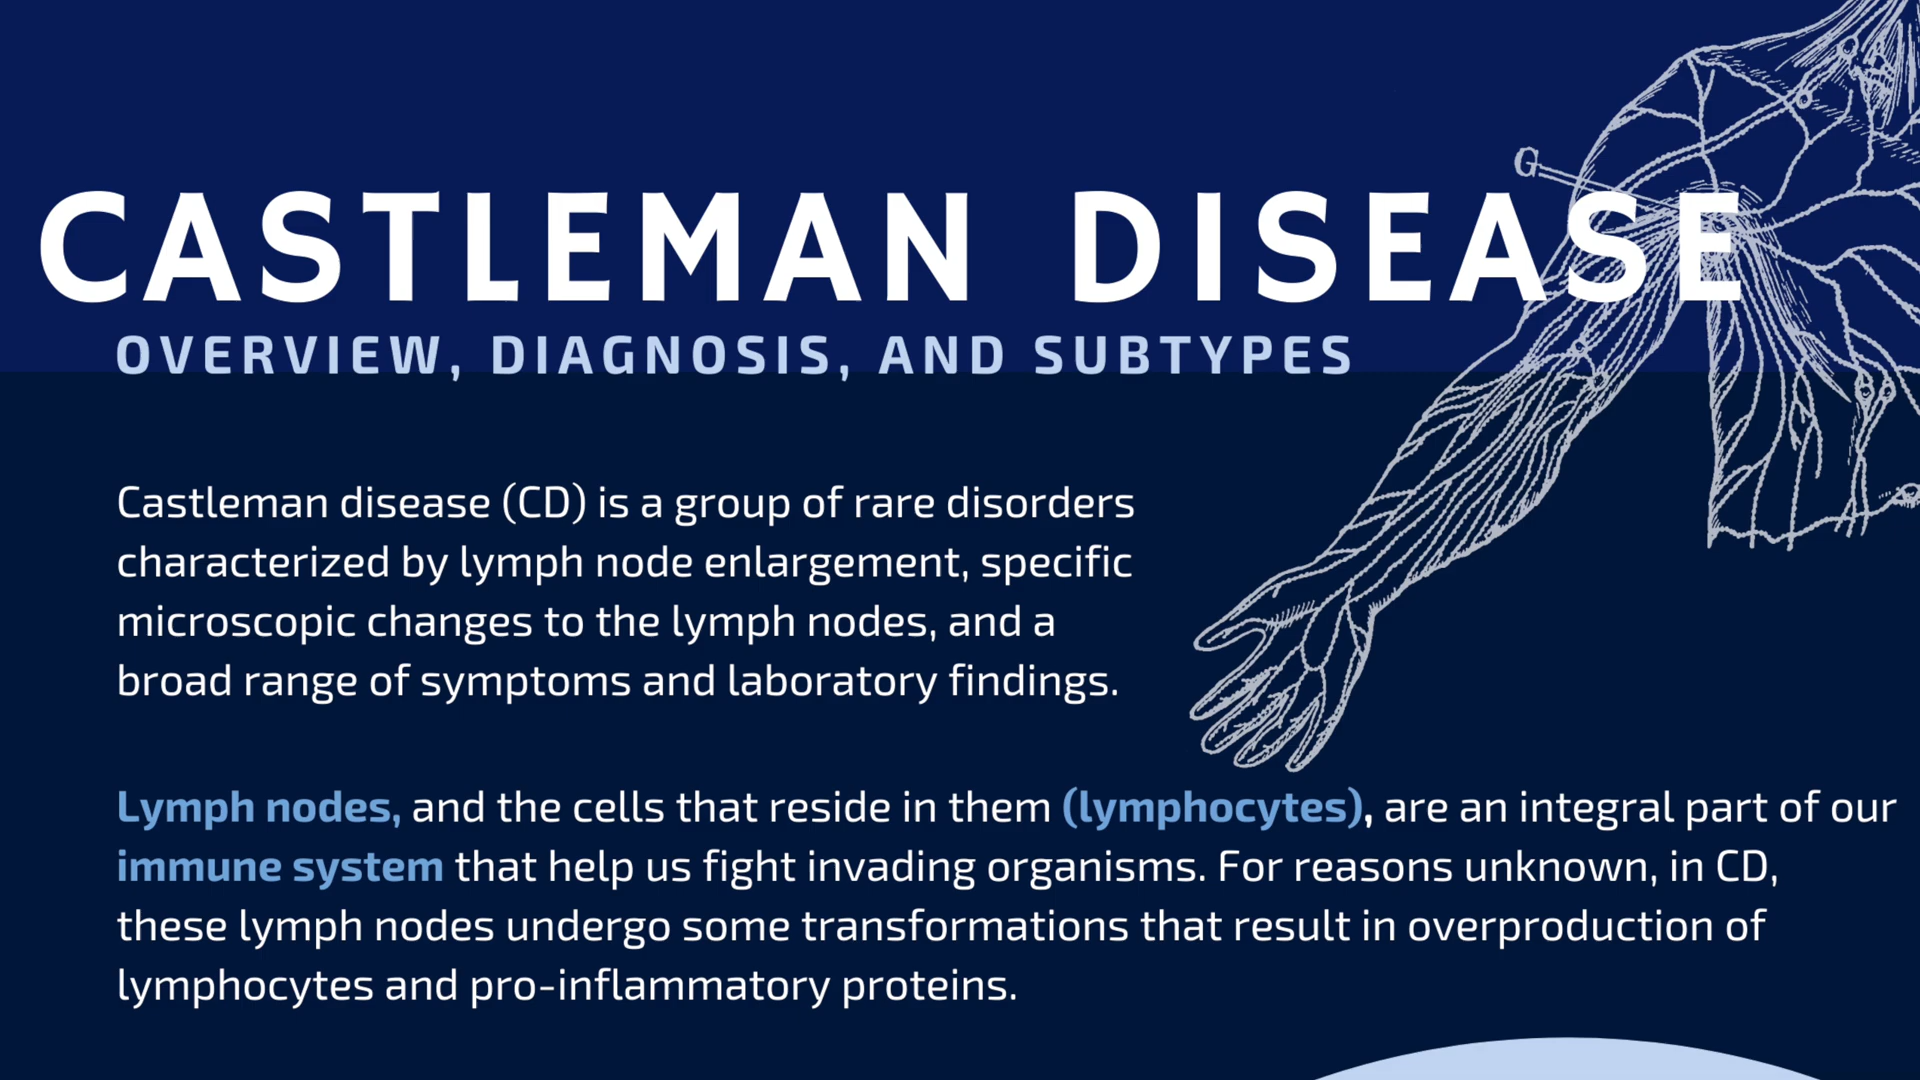 CASTLEMAN DISEASE
OVERVIEW, DIAGNOSIS, AND SUBTYPES
Castleman disease (CD) is a group of rare disorders
characterized by lymph node enlargement, specific
microscopic changes to the lymph nodes, and a
broad range of symptoms and laboratory findings.
Lymph nodes, and the cells that reside in them (lymphocytes), are an integral part of our
immune system that help us fight invading organisms. For reasons unknown, in CD,
these lymph nodes undergo some transformations that result in overproduction of
lymphocytes and pro-inflammatory proteins.